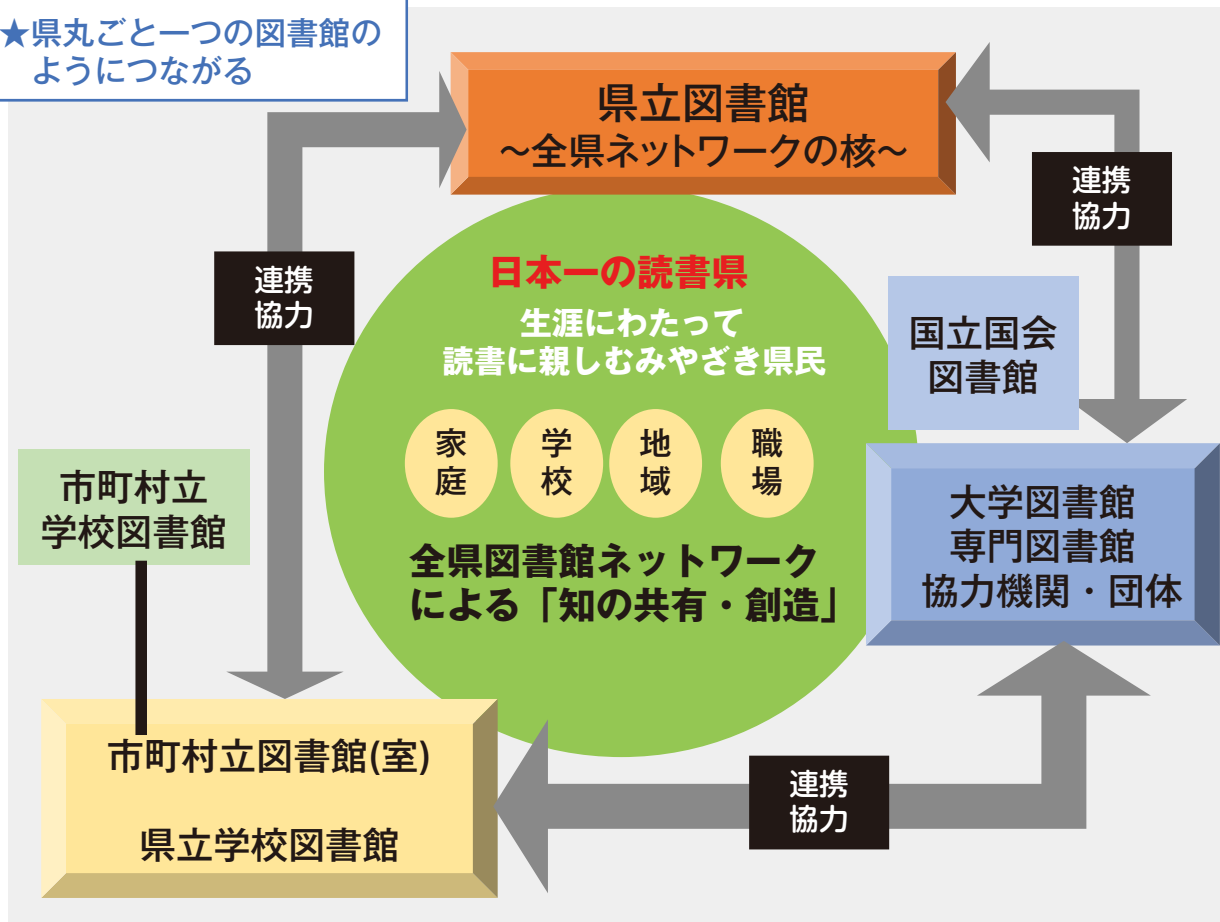 ★県丸ごと一つの図書館の
ようにつながる
県立図書館
～全県ネットワークの核～
連携
協力
連携
協力
日本一の読書県
生涯にわたって
読書に親しむみやざき県民
家庭
学校
地域
職場
全県図書館ネットワーク
による「知の共有・創造」
国立国会
図書館
大学図書館
専門図書館
協力機関・団体
市町村立
学校図書館
市町村立図書館(室)
県立学校図書館
連携
協力